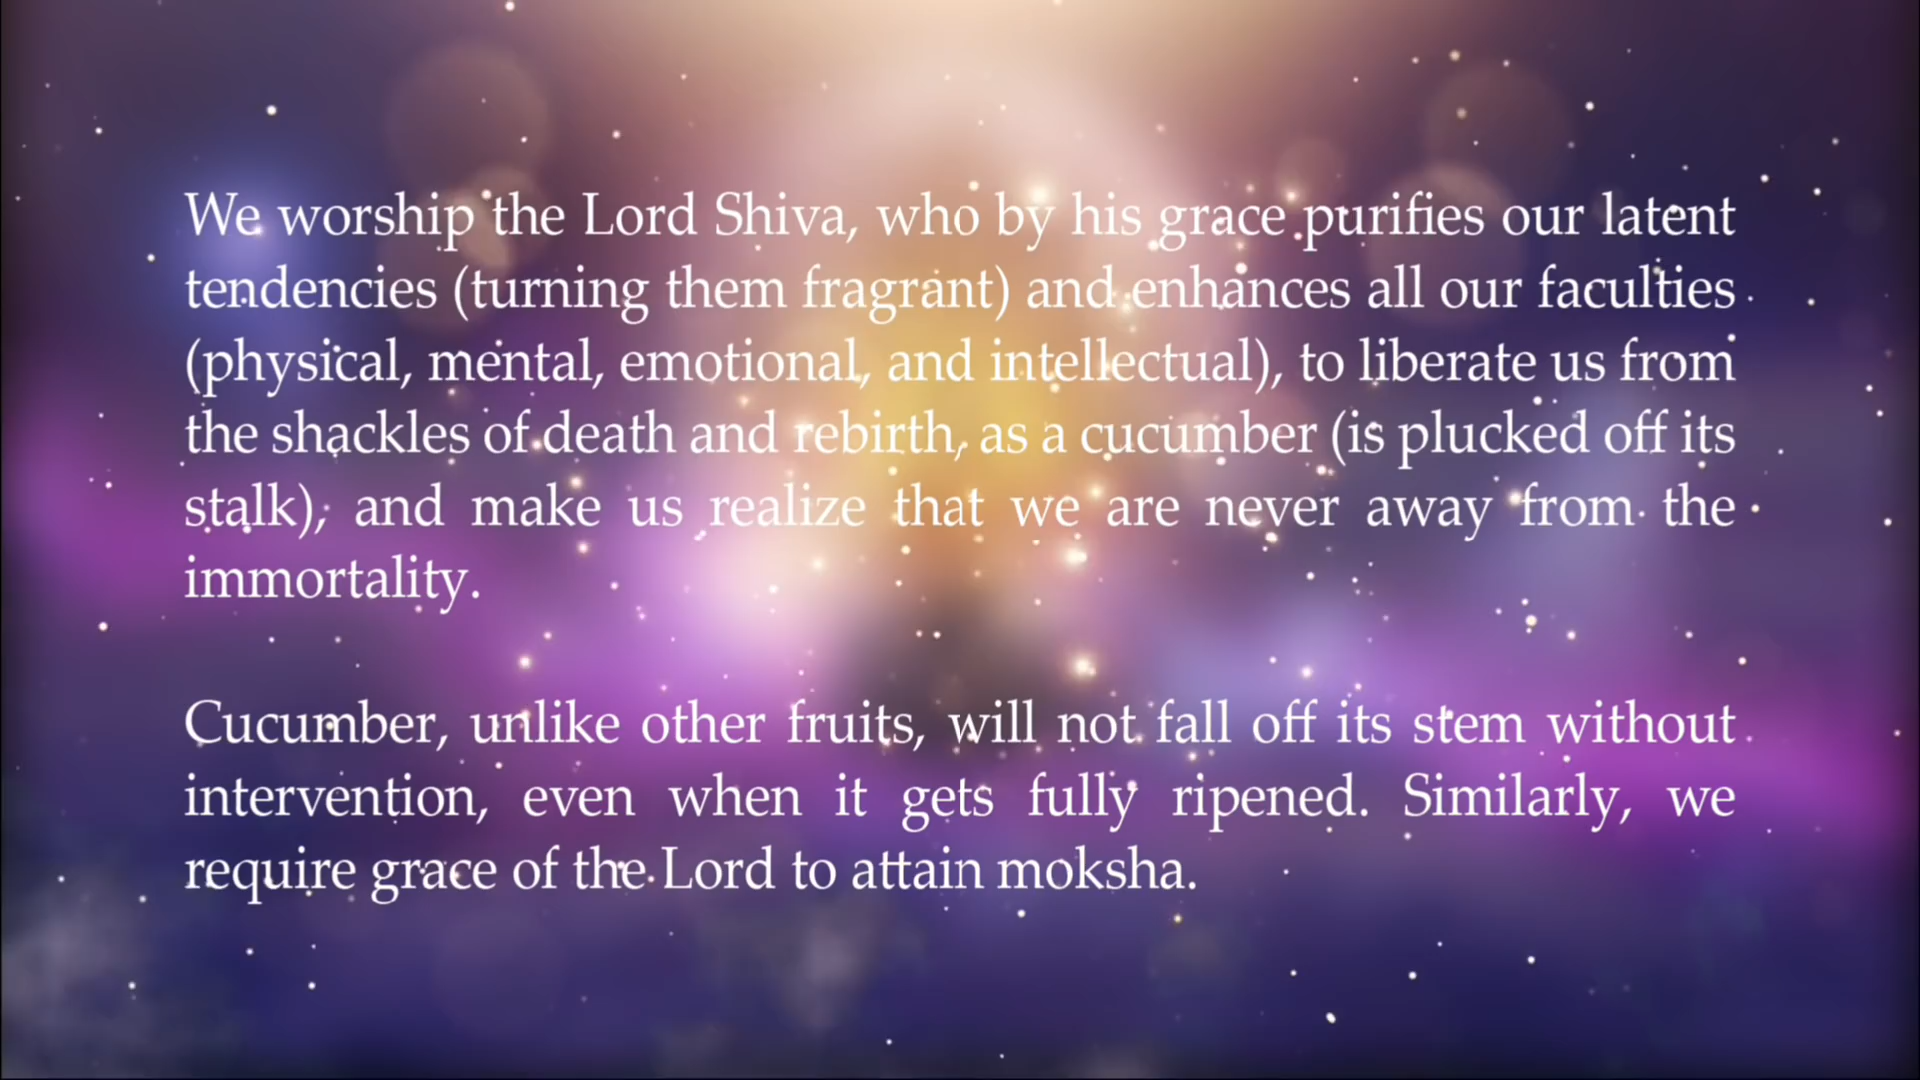 We worship the Lord Shiva, who by his grace purifies our latent
tendencies (turning them fragrant) and enhances all our faculties
(physical, mental, emotional, and intellectual), to liberate us from
the shackles of death and rebirth, as a cucumber (is plucked off its
stalk), and make us realize that we are never away from the
immortality.
Cucumber, unlike other fruits, will not fall off its stem without
intervention, even when it gets fully ripened. Similarly, we
require grace of the Lord to attain moksha.